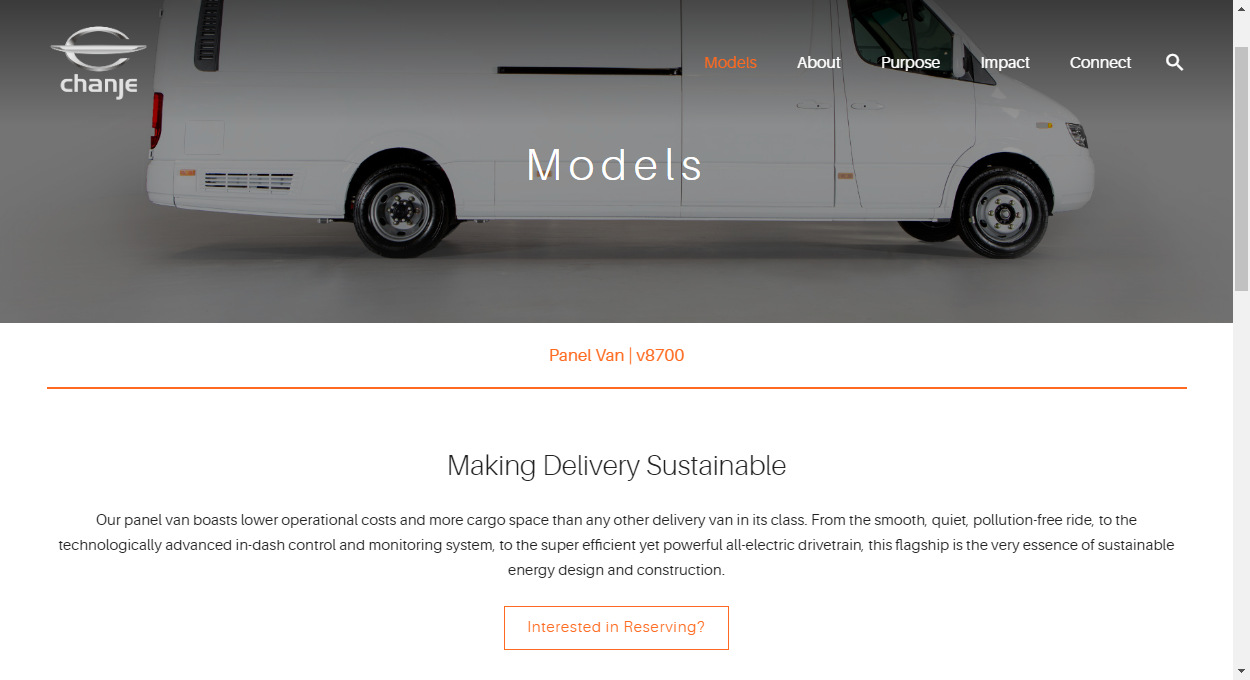 chanje
Models About Purpose Impact Connect
Models
Panel Van | v8700
Making Delivery Sustainable
Our panel van boasts lower operational costs and more cargo space than any other delivery van in its class. From the smooth, quiet, pollution-free ride, to the
technologically advanced in-dash control and monitoring system, to the super efficient yet powerful all-electric drivetrain, this flagship is the very essence of sustainable
energy design and construction.
Interested in Reserving?